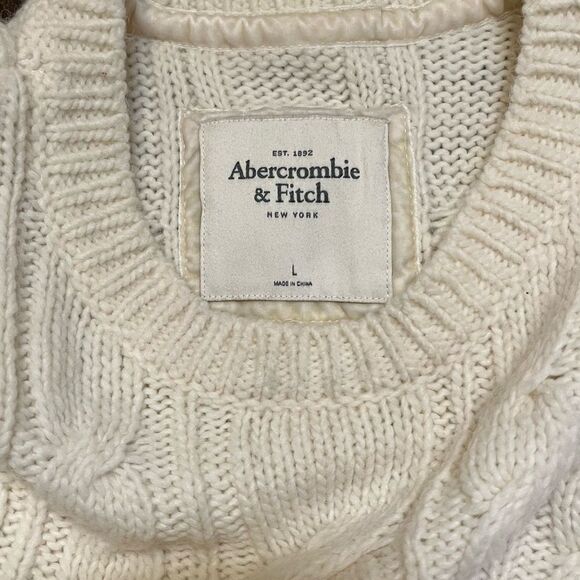 EST. 1892
Abercrombie
& Fitch
NEW YORK
L
MADE IN CHINA